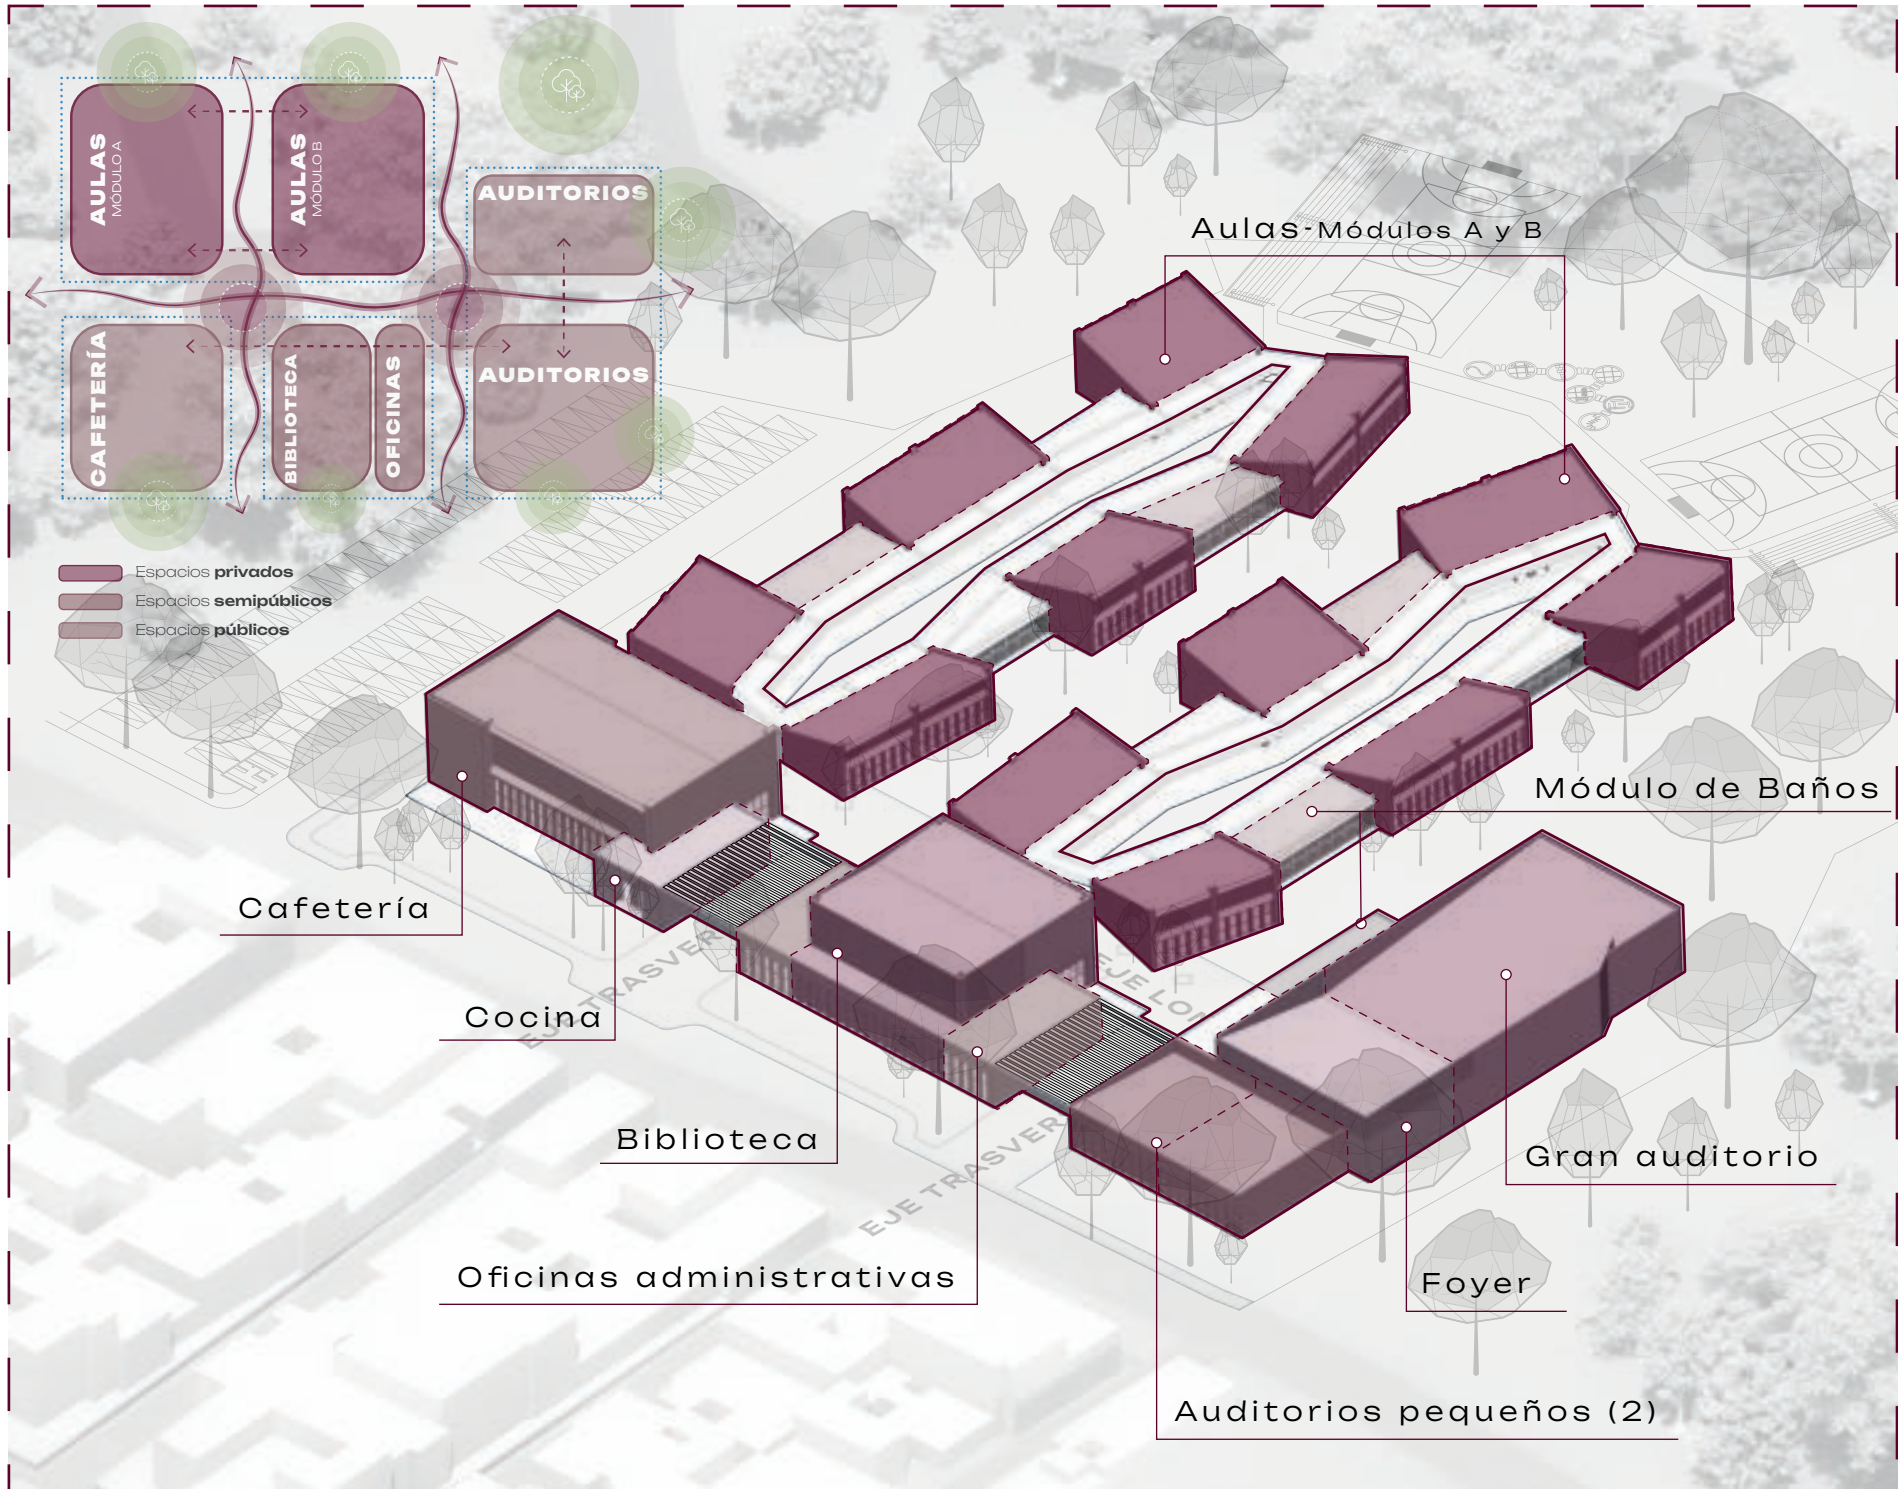 AULAS
MÓDULO A
AULAS
MÓDULO B
AUDITORIOS
CAFETERÍA
BIBLIOTECA
OFICINAS
AUDITORIOS
Espacios privados
Espacios semipúblicos
Espacios públicos
Aulas-Módulos A y B
Módulo de Baños
Cafetería
Cocina
EJE TRASVER
EJE LON
Biblioteca
EJE TRASVER
Gran auditorio
Oficinas administrativas
Foyer
Auditorios pequeños (2)